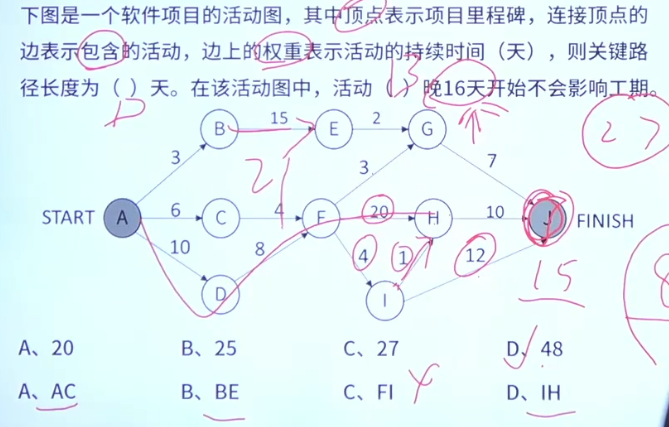 下图是一个软件项目的活动图，其中顶点表示项目里程碑，连接顶点的
边表示包含的活动，边上的权重表示活动的持续时间（天），则关键路
径长度为（ ）天。在该活动图中，活动（ ）晚16天开始不会影响工期。
D
13
27
B 15 E 2 G
3
21
3
7
START A 6 C 4 F 20 H 10 J FINISH
10
8
4
1
12
D
I
15
8
A、20 B、25 C、27 D、48
A、AC B、BE C、FI D、IH